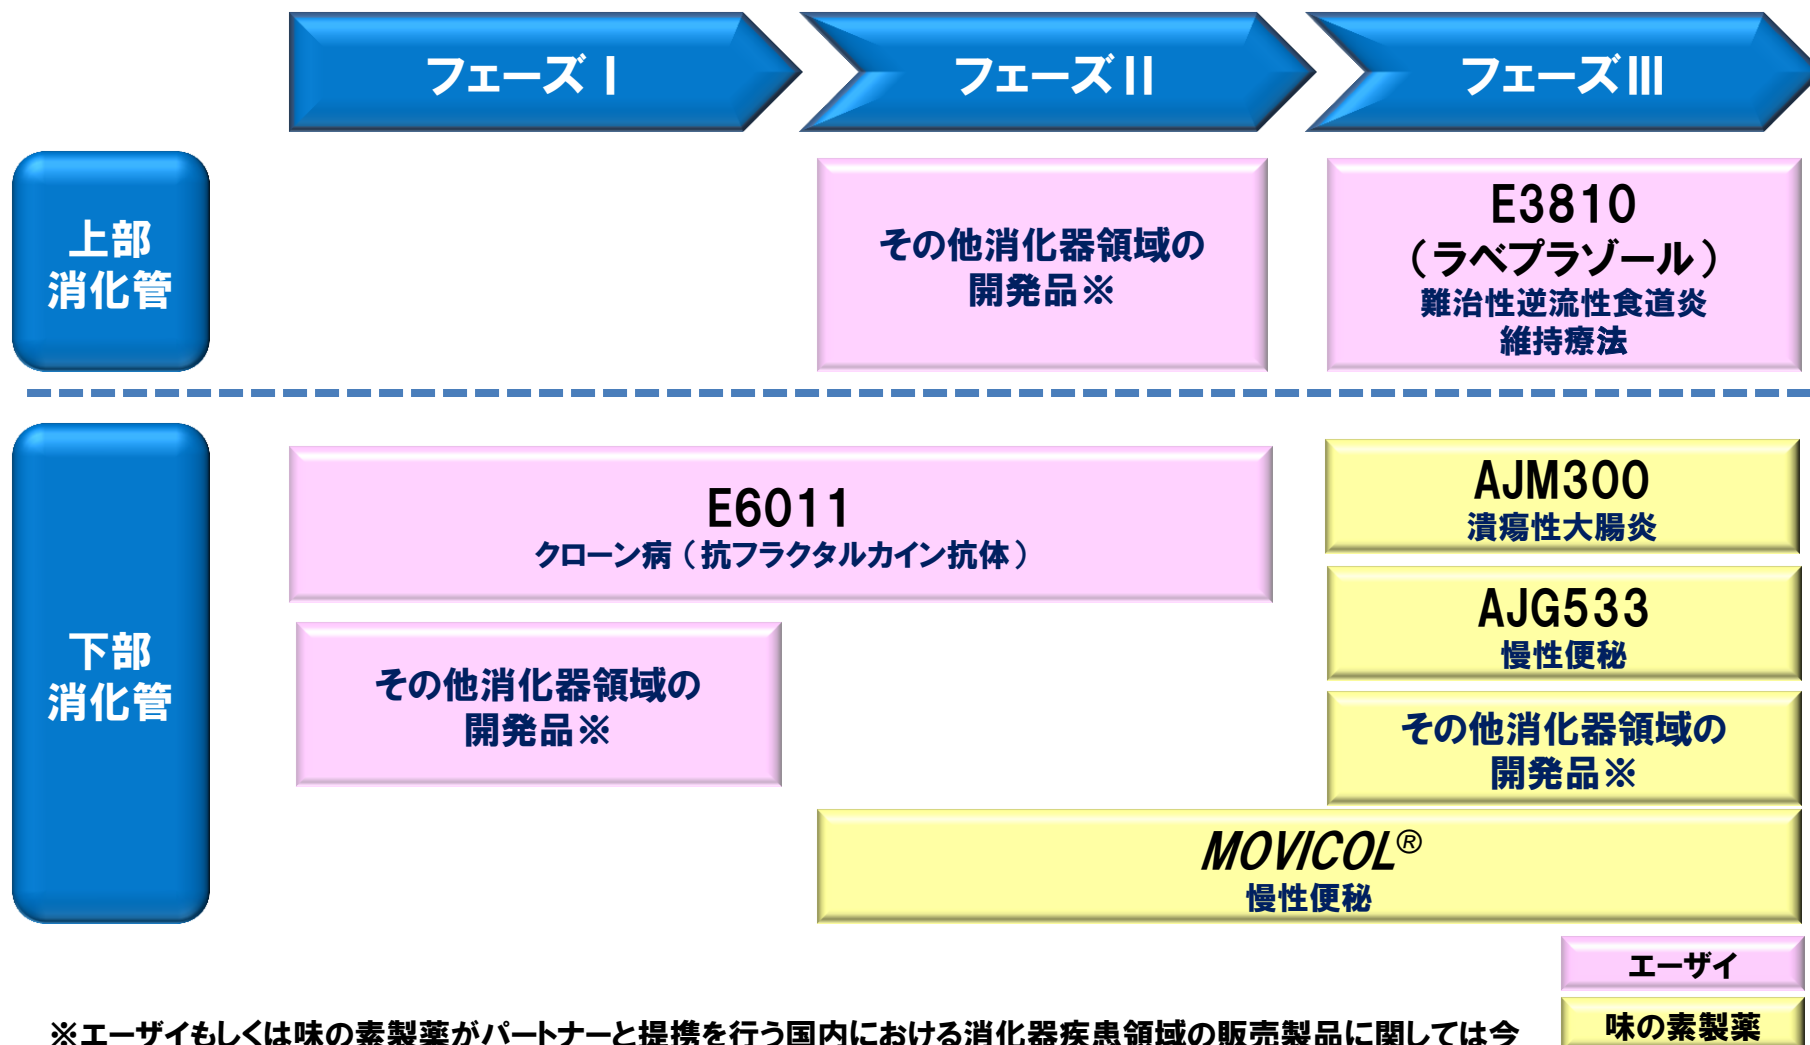 フェーズⅠ
フェーズⅡ
フェーズⅢ
上部
消化管
その他消化器領域の
開発品※
E3810
（ラベプラゾール）
難治性逆流性食道炎
維持療法
下部
消化管
E6011
クローン病（抗フラクタルカイン抗体）
その他消化器領域の
開発品※
AJM300
潰瘍性大腸炎
AJG533
慢性便秘
その他消化器領域の
開発品※
MOVICOL®
慢性便秘
エーザイ
味の素製薬
※エーザイもしくは味の素製薬がパートナーと提携を行う国内における消化器疾患領域の販売製品に関しては今